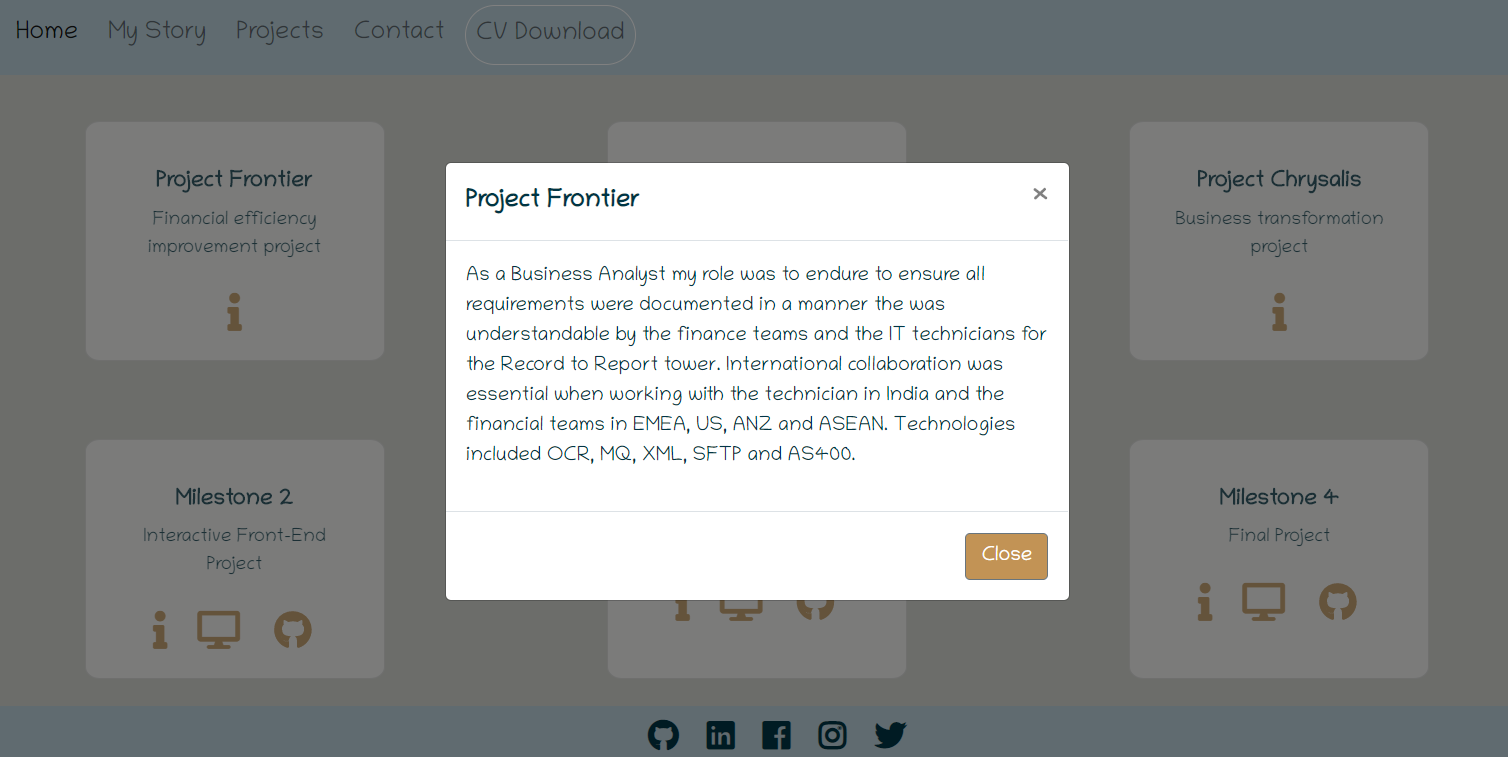 Home My Story Projects Contact CV Download
Project Frontier
Financial efficiency
improvement project
Project Chrysalis
Business transformation
project
Project Frontier ×
As a Business Analyst my role was to endure to ensure all
requirements were documented in a manner the was
understandable by the finance teams and the IT technicians for
the Record to Report tower. International collaboration was
essential when working with the technician in India and the
financial teams in EMEA, US, ANZ and ASEAN. Technologies
included OCR, MQ, XML, SFTP and AS400.
Close
Milestone 2
Interactive Front-End
Project
Milestone 4
Final Project